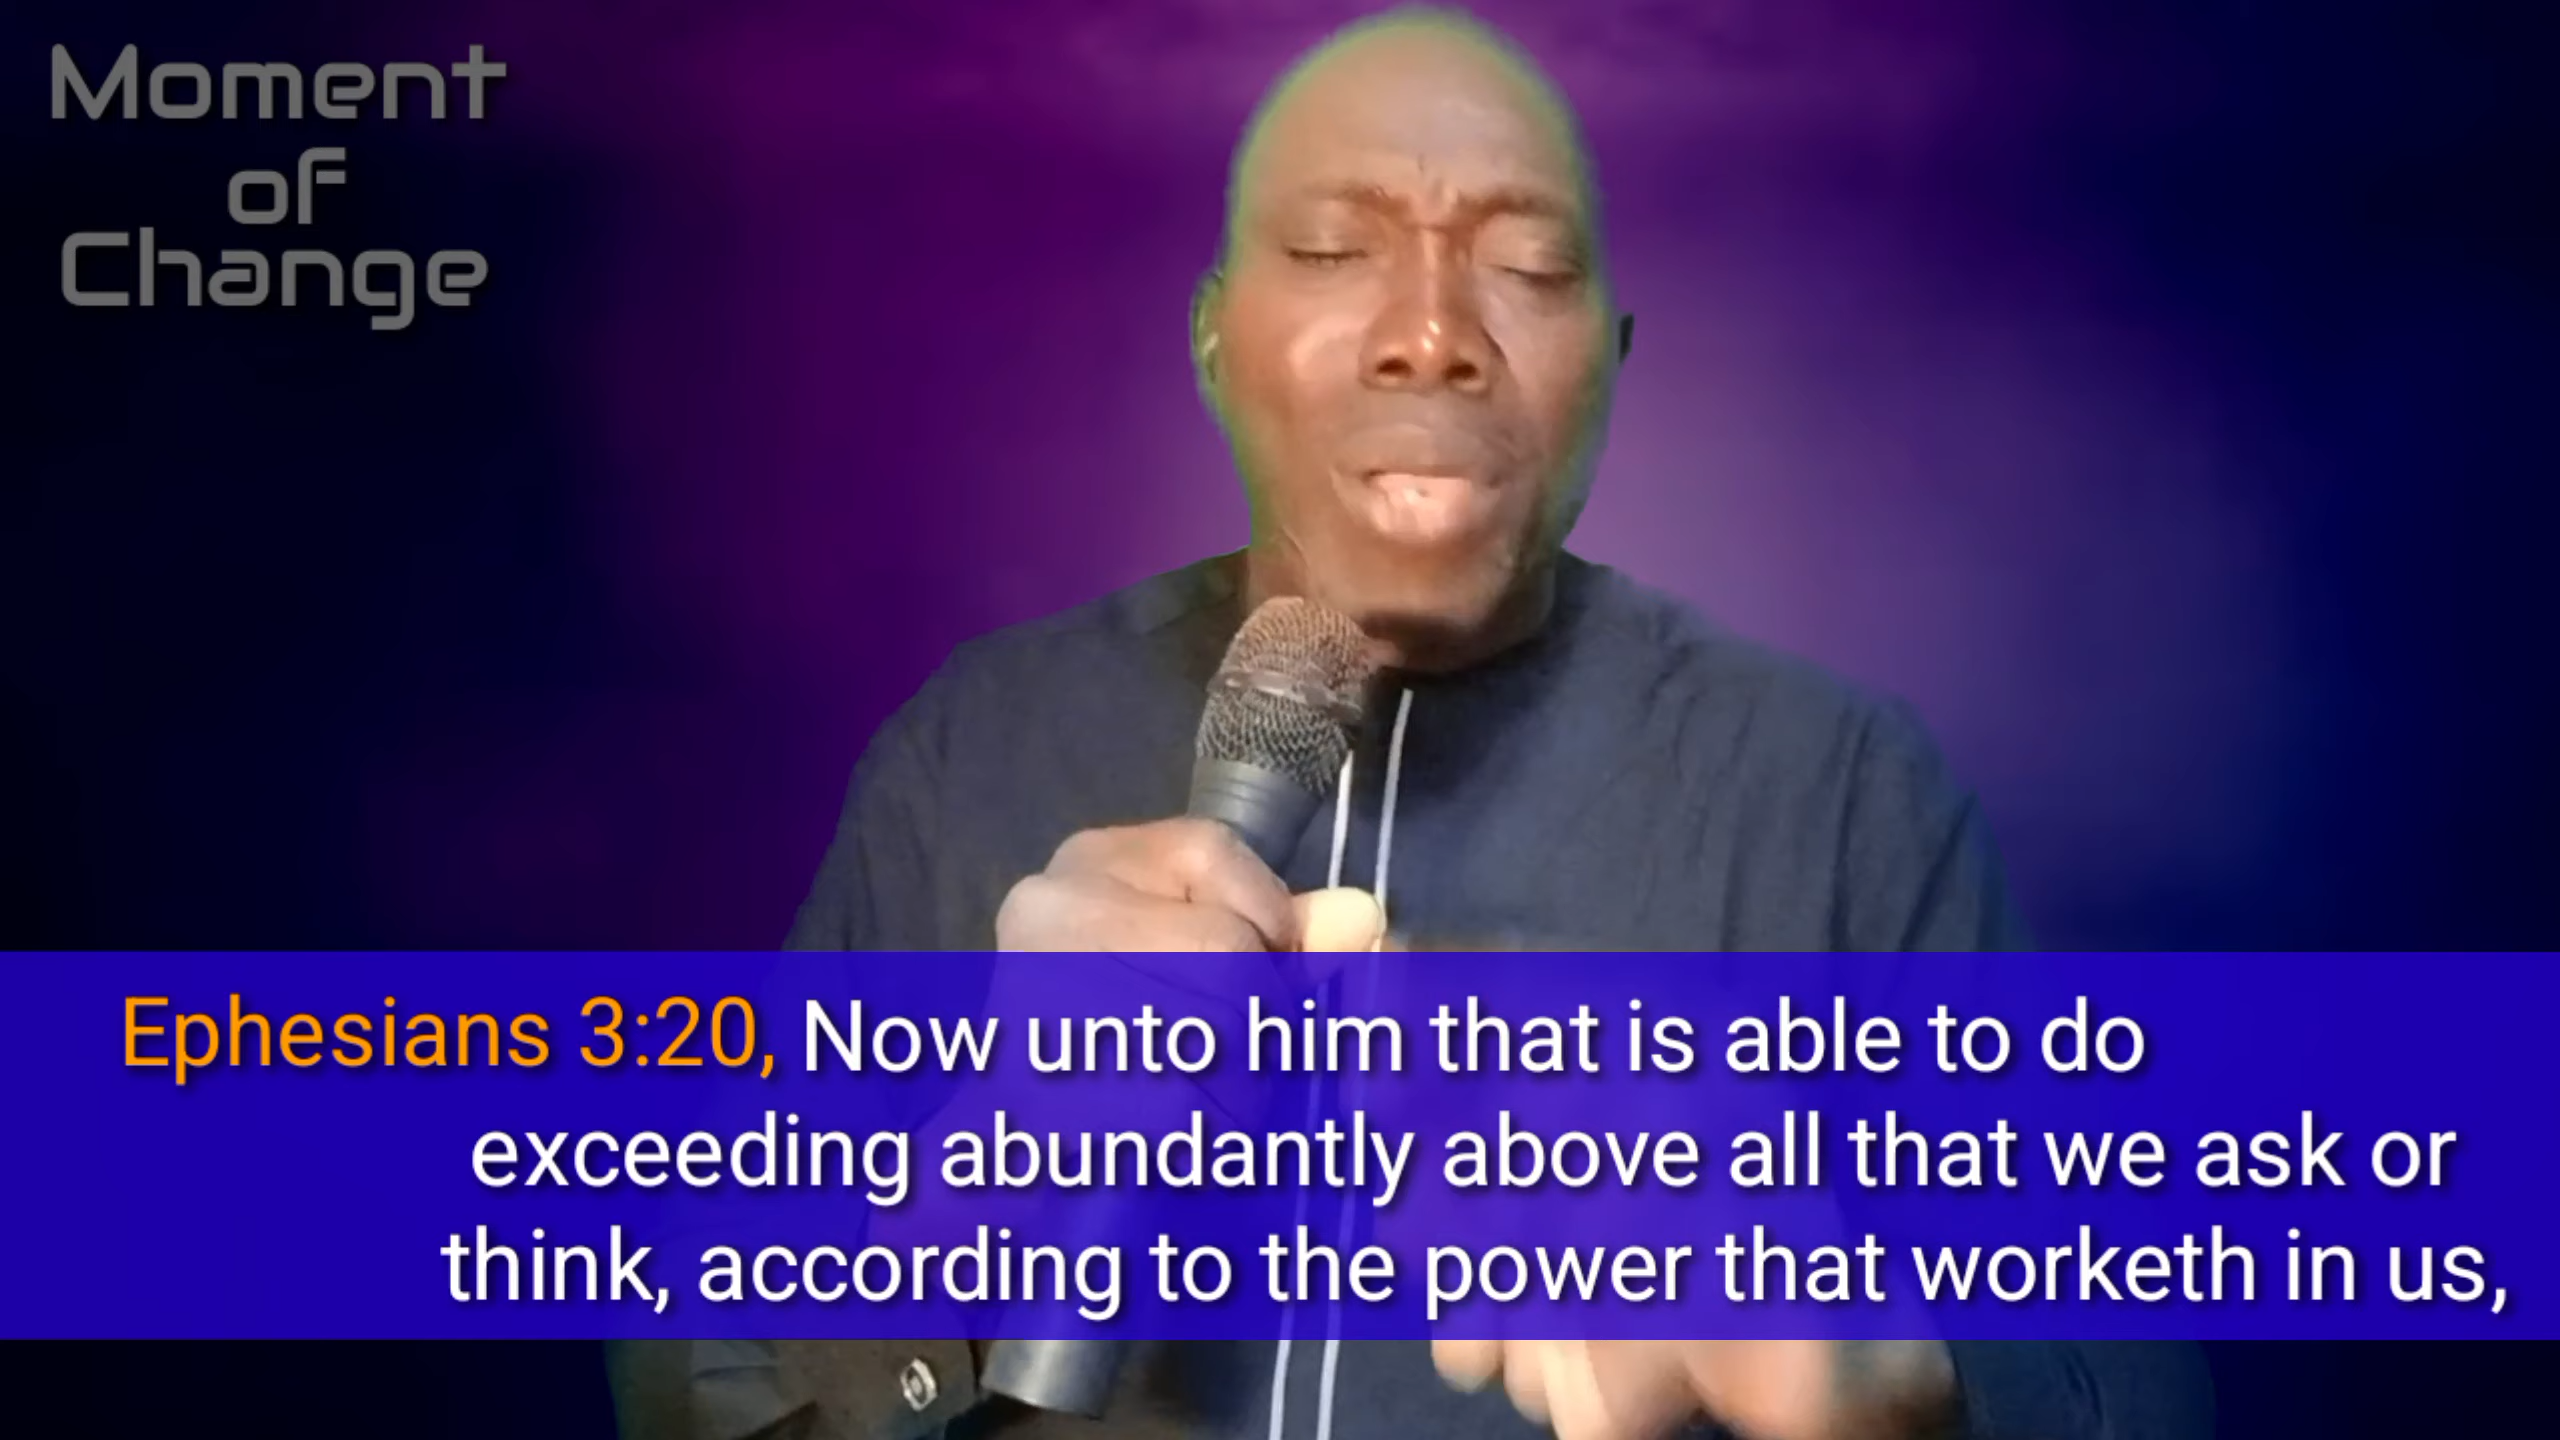 Moment
of
Change
Ephesians 3:20, Now unto him that is able to do
exceeding abundantly above all that we ask or
think, according to the power that worketh in us,